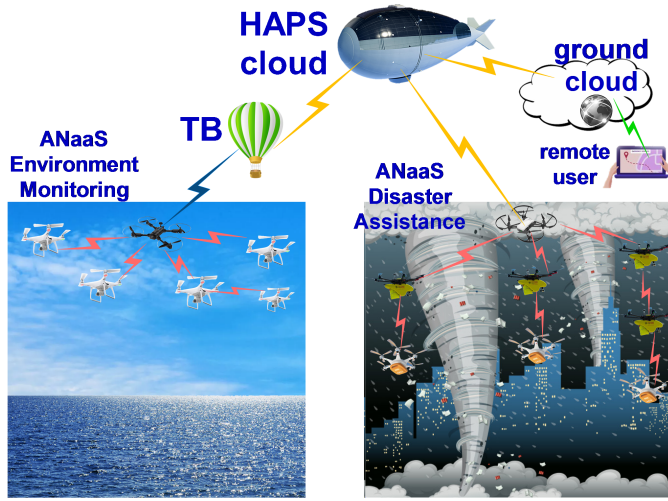 HAPS
cloud
ground
cloud
TB
remote
user
ANaaS
Environment
Monitoring
ANaaS
Disaster
Assistance